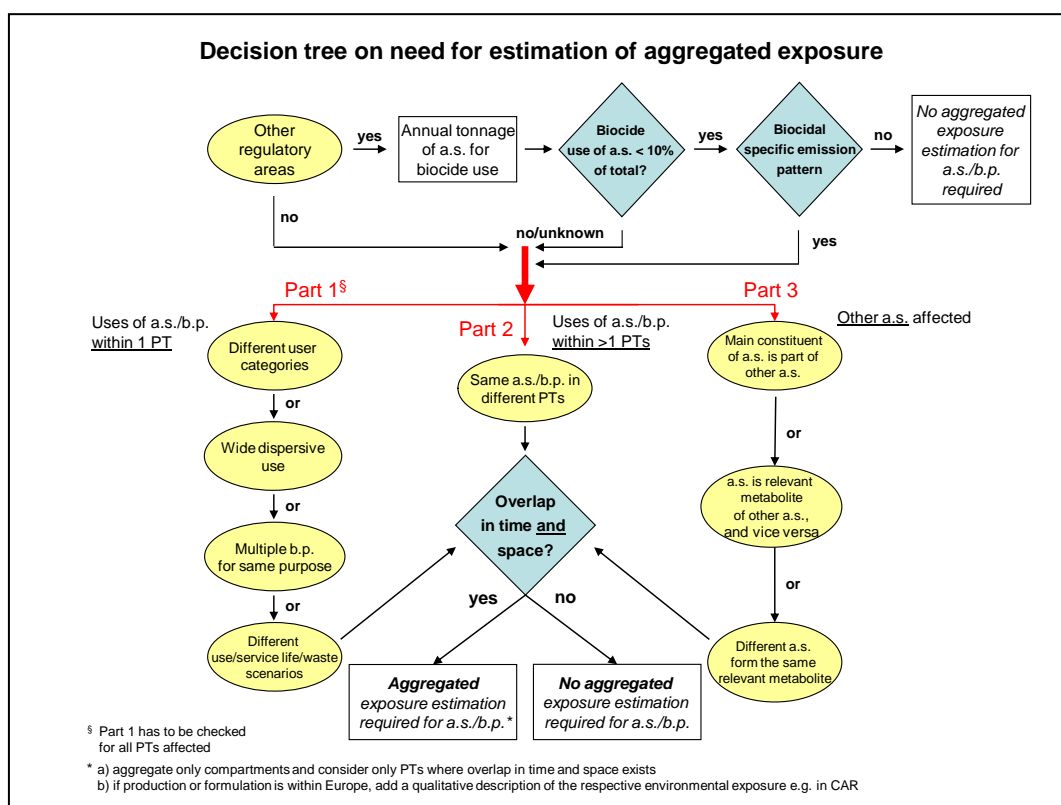 Decision tree on need for estimation of aggregated exposure
Other
regulatory
areas
yes
Annual tonnage
of a.s. for
biocide use
Biocide
use of a.s. < 10%
of total?
yes
Biocidal
specific emission
pattern
no
No aggregated
exposure
estimation for
a.s./b.p.
required
no
no/unknown
yes
Part 1§
Part 2
Part 3
Uses of a.s./b.p.
within 1 PT
Uses of a.s./b.p.
within >1 PTs
Other a.s. affected
Different user
categories
or
Wide dispersive
use
or
Multiple b.p.
for same purpose
or
Different
use/service life/waste
scenarios
Same a.s./b.p. in
different PTs
Overlap
in time and
space?
yes
no
Aggregated
exposure estimation
required for a.s./b.p.*
No aggregated
exposure estimation
required for a.s./b.p.
Main constituent
of a.s. is part of
other a.s.
or
a.s. is relevant
metabolite
of other a.s.,
and vice versa
or
Different a.s.
form the same
relevant metabolite
§ Part 1 has to be checked
for all PTs affected
* a) aggregate only compartments and consider only PTs where overlap in time and space exists
b) if production or formulation is within Europe, add a qualitative description of the respective environmental exposure e.g. in CAR